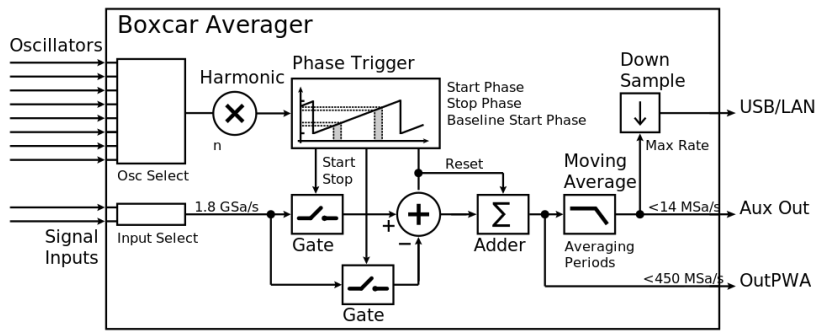 Boxcar Averager
Oscillators
Harmonic
n
Osc Select
Phase Trigger
Start Phase
Stop Phase
Baseline Start Phase
Down
Sample
USB/LAN
Max Rate
Start
Stop
Reset
Moving
Average
1.8 GSa/s
Input Select
Signal
Inputs
Gate
+
−
Σ
Adder
Averaging
Periods
<14 MSa/s
Aux Out
<450 MSa/s
OutPWA
Gate